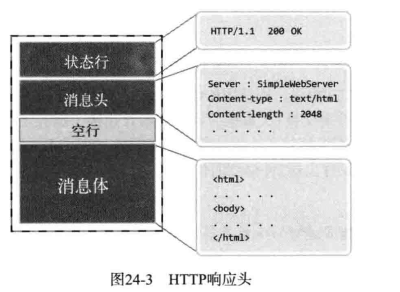 状态行
HTTP/1.1 200 OK
消息头
Server : SimpleWebServer
Content-type : text/html
Content-length : 2048
. . . . . .
空行
消息体
<html>
. . . . . .
<body>
. . . . . .
</html>
图24-3 HTTP响应头